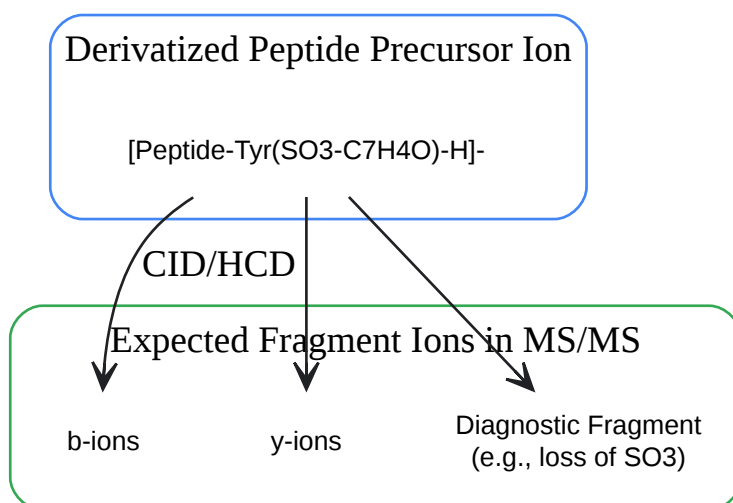 Derivatized Peptide Precursor Ion
[Peptide-Tyr(SO3-C7H4O)-H]-
CID/HCD
Expected Fragment Ions in MS/MS
b-ions
y-ions
Diagnostic Fragment
(e.g., loss of SO3)